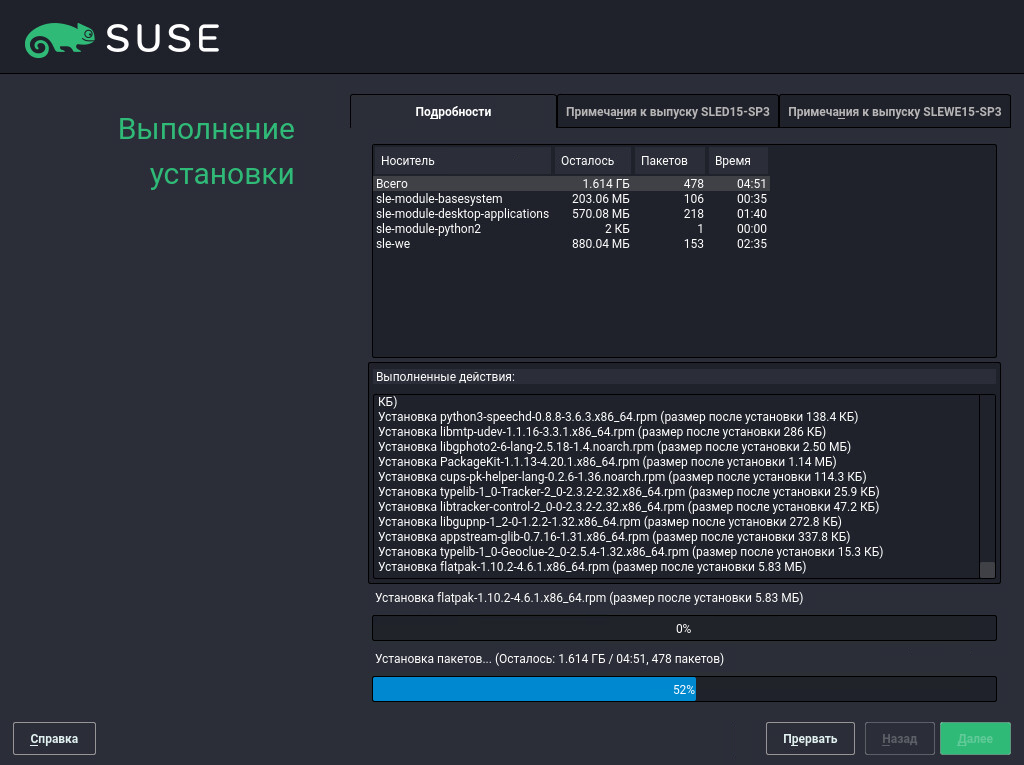 SUSE
Выполнение
установки
Подробности Примечания к выпуску SLED15-SP3 Примечания к выпуску SLEWE15-SP3
Носитель Осталось Пакетов Время
Всего 1.614 ГБ 478 04:51
sle-module-basesystem 203.06 МБ 106 00:35
sle-module-desktop-applications 570.08 МБ 218 01:40
sle-module-python2 2 КБ 1 00:00
sle-we 880.04 МБ 153 02:35
Выполненные действия:
КБ)
Установка python3-speechd-0.8.8-3.6.3.x86_64.rpm (размер после установки 138.4 КБ)
Установка libmtp-udev-1.1.16-3.3.1.x86_64.rpm (размер после установки 286 КБ)
Установка libgphoto2-6-lang-2.5.18-1.4.noarch.rpm (размер после установки 2.50 МБ)
Установка PackageKit-1.1.13-4.20.1.x86_64.rpm (размер после установки 1.14 МБ)
Установка cups-pk-helper-lang-0.2.6-1.36.noarch.rpm (размер после установки 114.3 КБ)
Установка typelib-1_0-Tracker-2_0-2.3.2-2.32.x86_64.rpm (размер после установки 25.9 КБ)
Установка libtracker-control-2_0-0-2.3.2-2.32.x86_64.rpm (размер после установки 47.2 КБ)
Установка libgupnp-1_2-0-1.2.2-1.32.x86_64.rpm (размер после установки 272.8 КБ)
Установка appstream-glib-0.7.16-1.31.x86_64.rpm (размер после установки 337.8 КБ)
Установка typelib-1_0-Geoclue-2_0-2.5.4-1.32.x86_64.rpm (размер после установки 15.3 КБ)
Установка flatpak-1.10.2-4.6.1.x86_64.rpm (размер после установки 5.83 МБ)
Установка flatpak-1.10.2-4.6.1.x86_64.rpm (размер после установки 5.83 МБ)
0%
Установка пакетов... (Осталось: 1.614 ГБ / 04:51, 478 пакетов)
52%
Справка Прервать Назад Далее